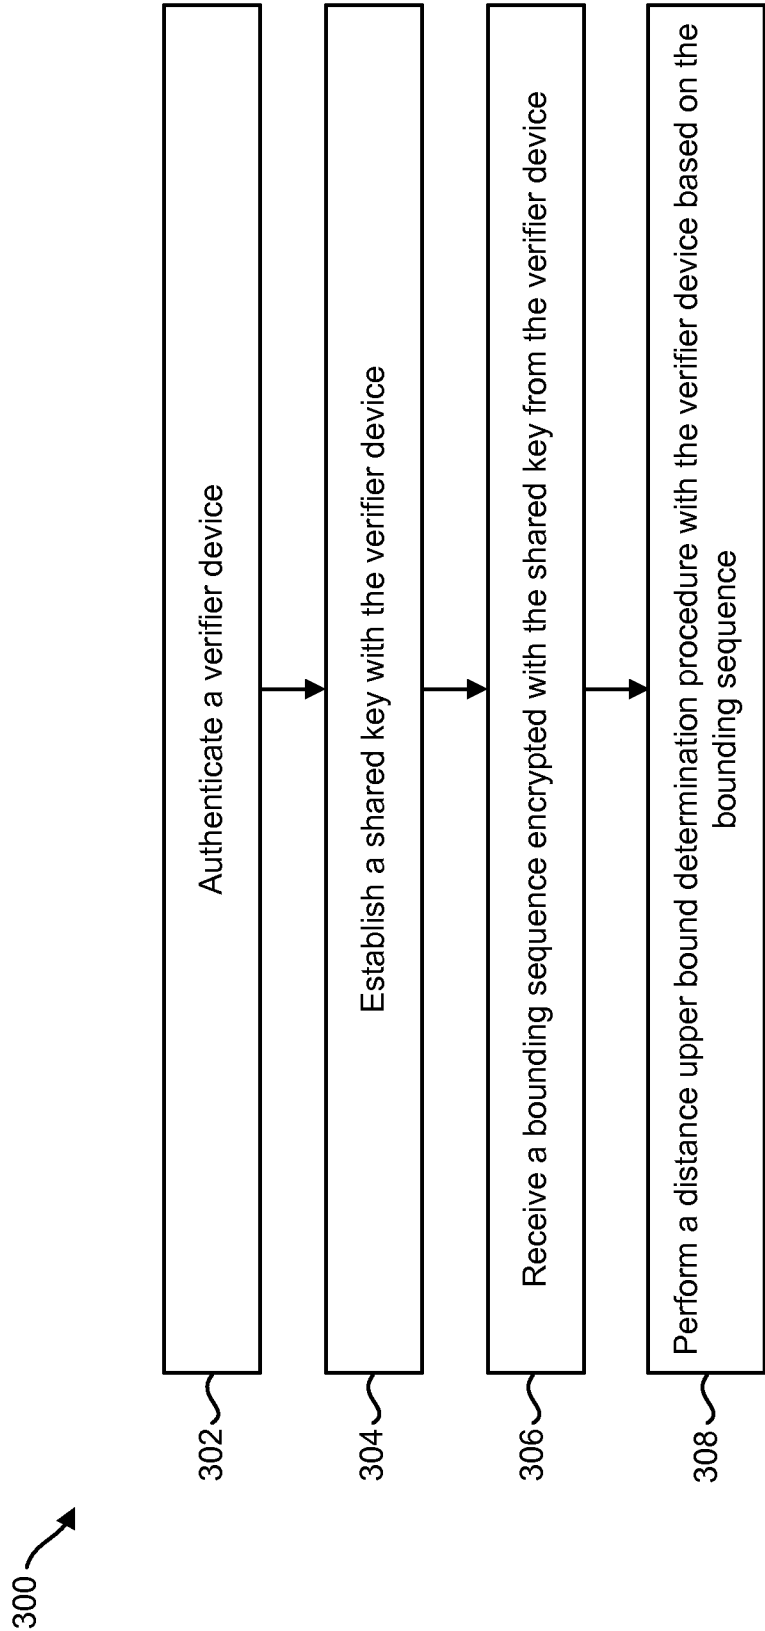 300
302
Authenticate a verifier device
304
Establish a shared key with the verifier device
306
Receive a bounding sequence encrypted with the shared key from the verifier device
308
Perform a distance upper bound determination procedure with the verifier device based on the
bounding sequence